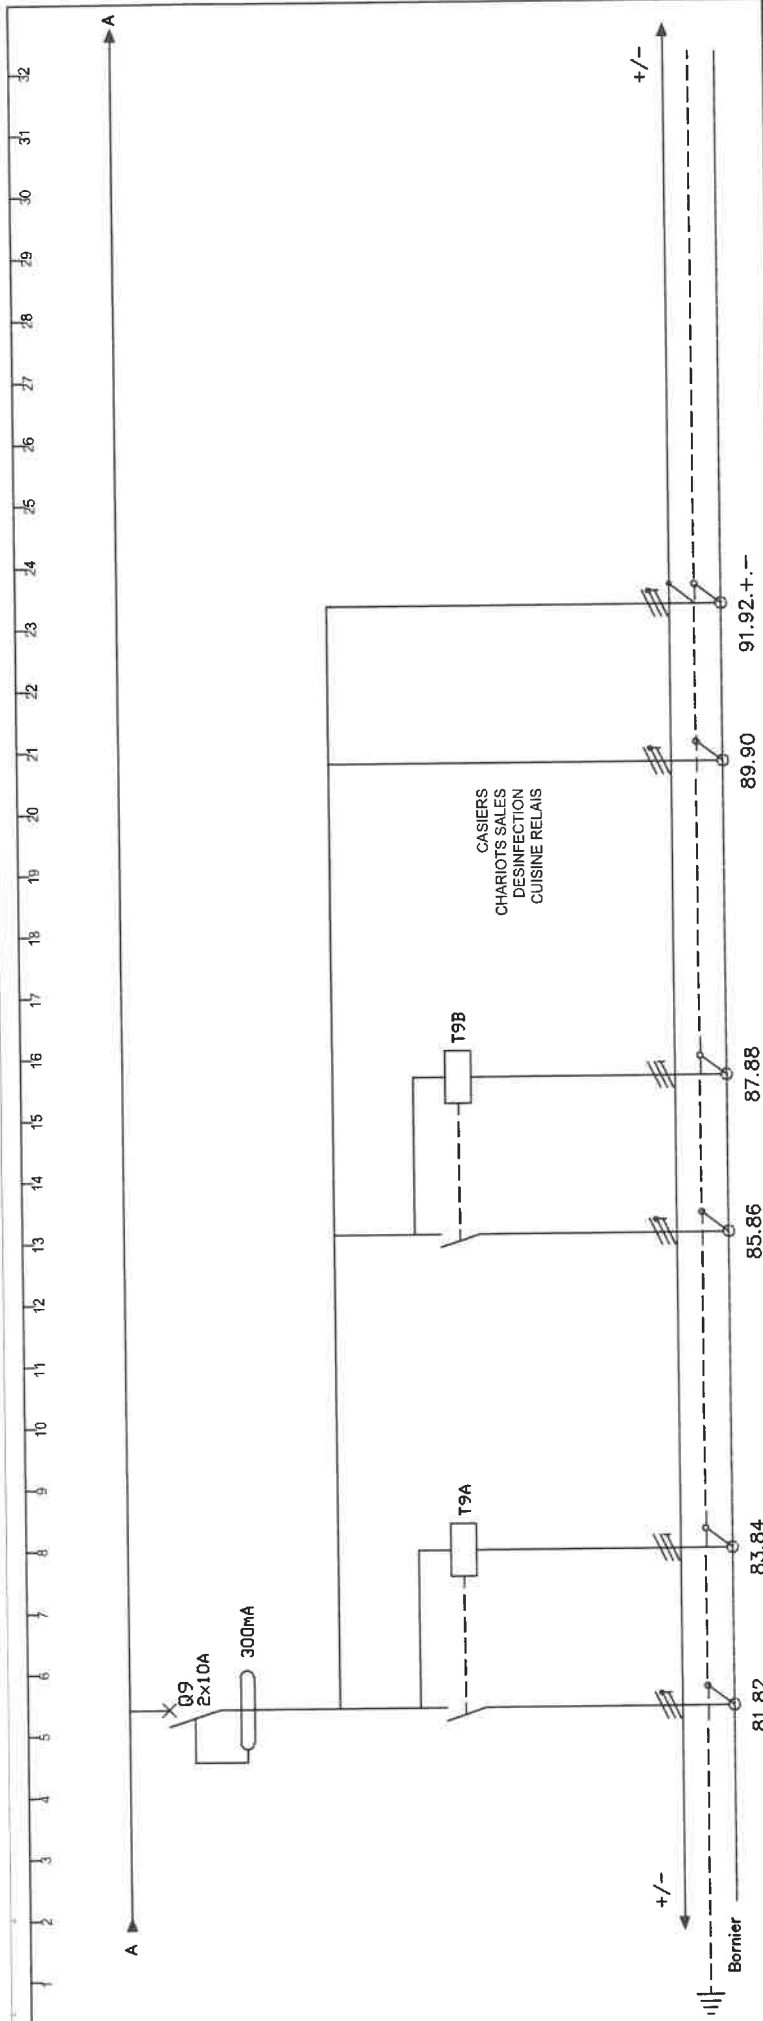 1 2 3 4 5 6 7 8 9 10 11 12 13 14 15 16 17 18 19 20 21 22 23 24 25 26 27 28 29 30 31 32
A
A
Q9
2x10A
300mA
T9A
T9B
CASIERS
CHARIOTS SALES
DESINFECTION
CUISINE RELAIS
+/-
+/-
Bornier
81.82
83.84
85.86
87.88
89.90
91.92.+.-